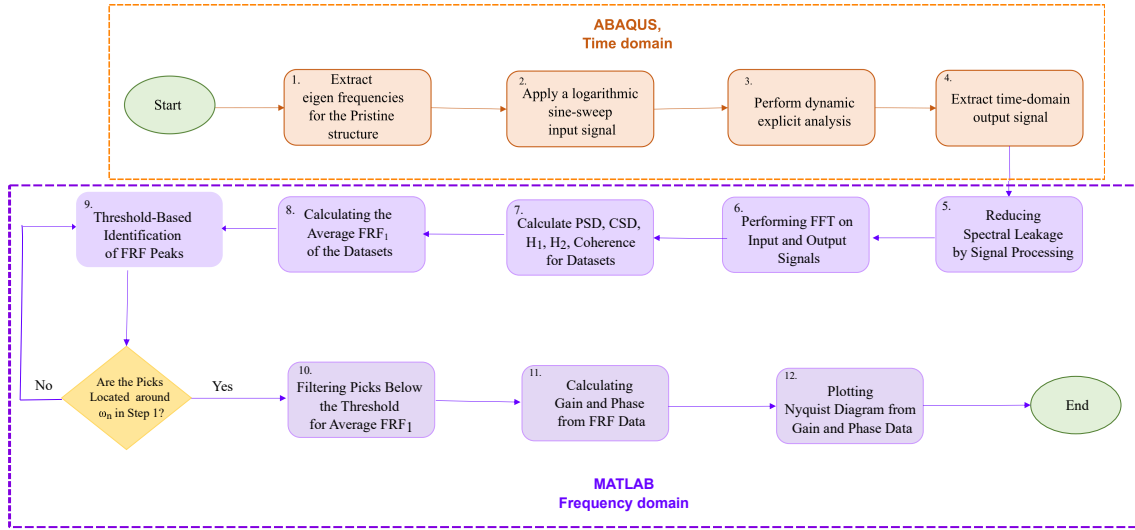 ABAQUS,
Time domain
Start
1.
Extract
eigen frequencies
for the Pristine
structure
2.
Apply a logarithmic
sine-sweep
input signal
3.
Perform dynamic
explicit analysis
4.
Extract time-domain
output signal
5.
Reducing
Spectral Leakage
by Signal Processing
6.
Performing FFT on
Input and Output
Signals
7.
Calculate PSD, CSD,
H₁, H₂, Coherence
for Datasets
8.
Calculating the
Average FRF₁
of the Datasets
9.
Threshold-Based
Identification
of FRF Peaks
Are the Picks
Located around
ωₙ in Step 1?
No
Yes
10.
Filtering Picks Below
the Threshold
for Average FRF₁
11.
Calculating
Gain and Phase
from FRF Data
12.
Plotting
Nyquist Diagram from
Gain and Phase Data
End
MATLAB
Frequency domain